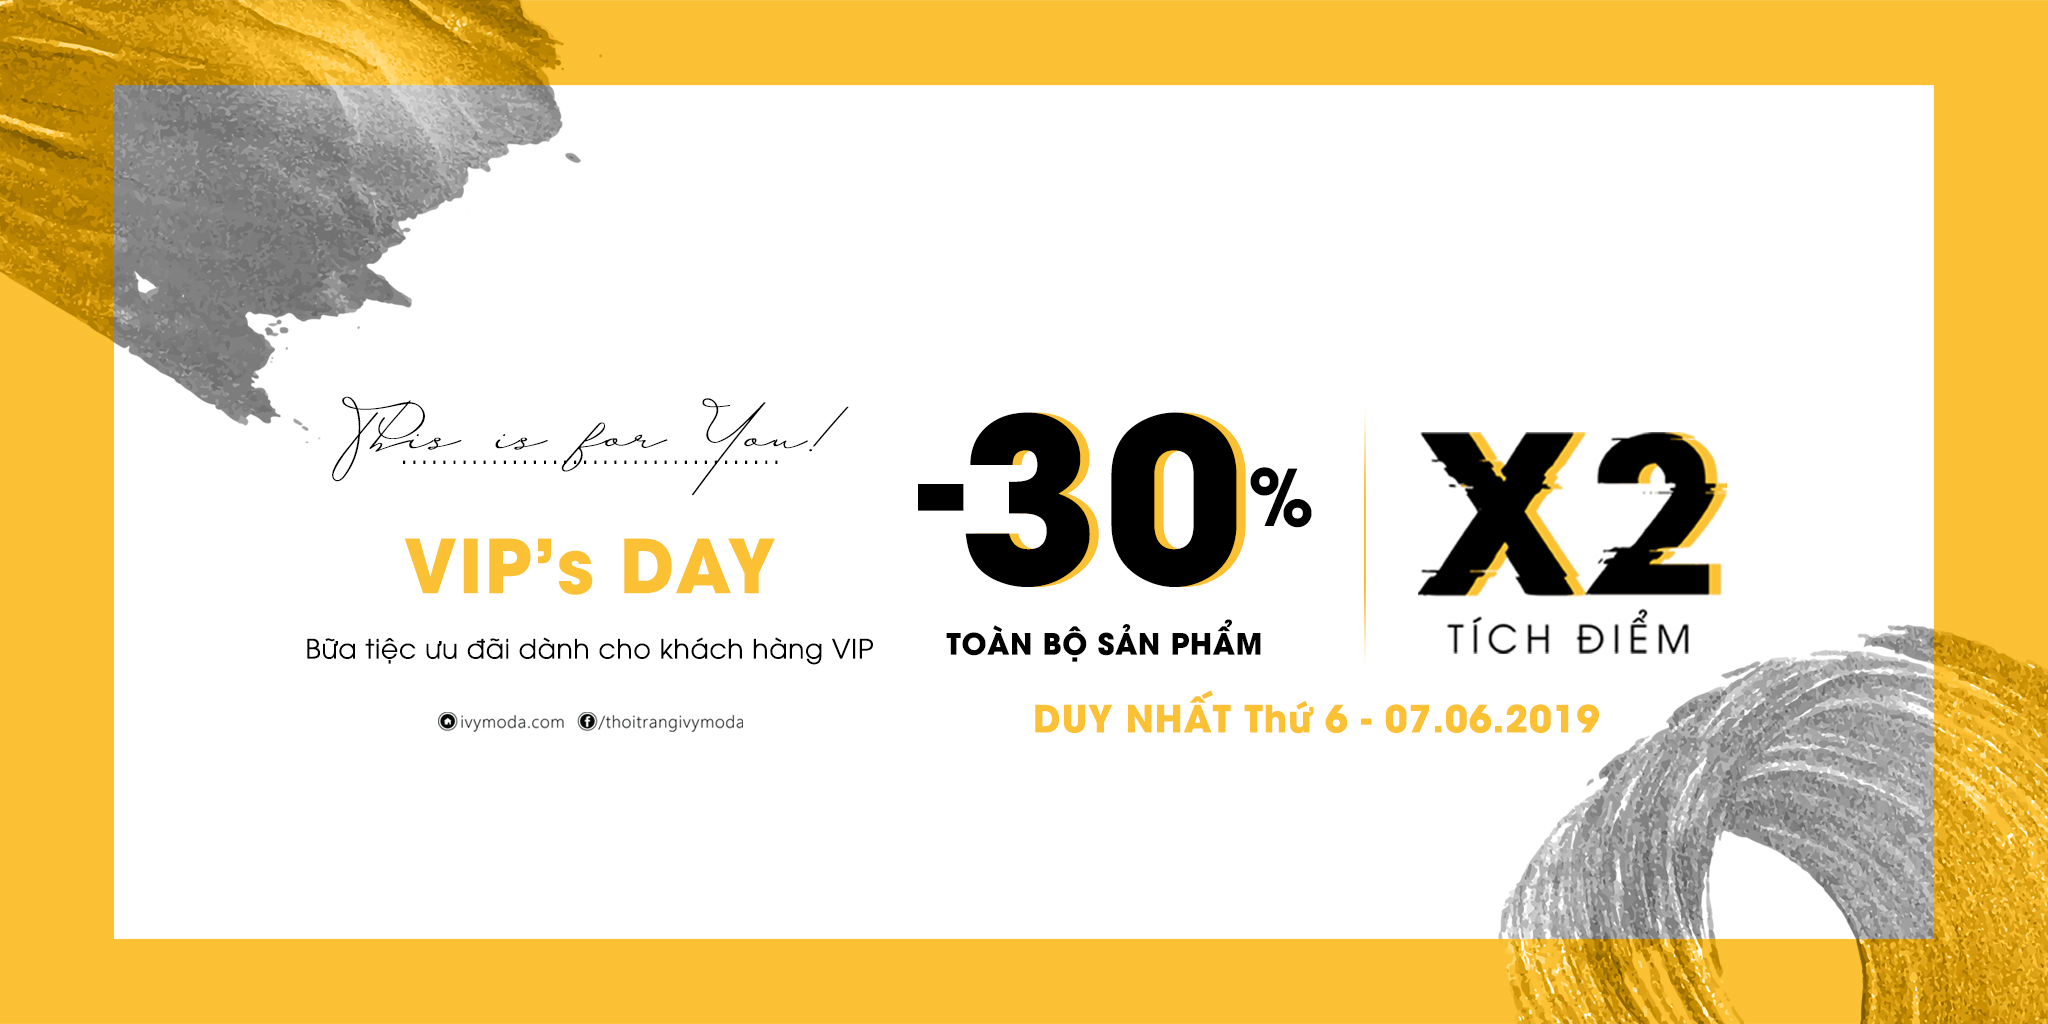 This is for You!
VIP's DAY
Bữa tiệc ưu đãi dành cho khách hàng VIP
ivymoda.com /thoitrangivymoda
-30%
TOÀN BỘ SẢN PHẨM
X2
TÍCH ĐIỂM
DUY NHẤT Thứ 6 - 07.06.2019